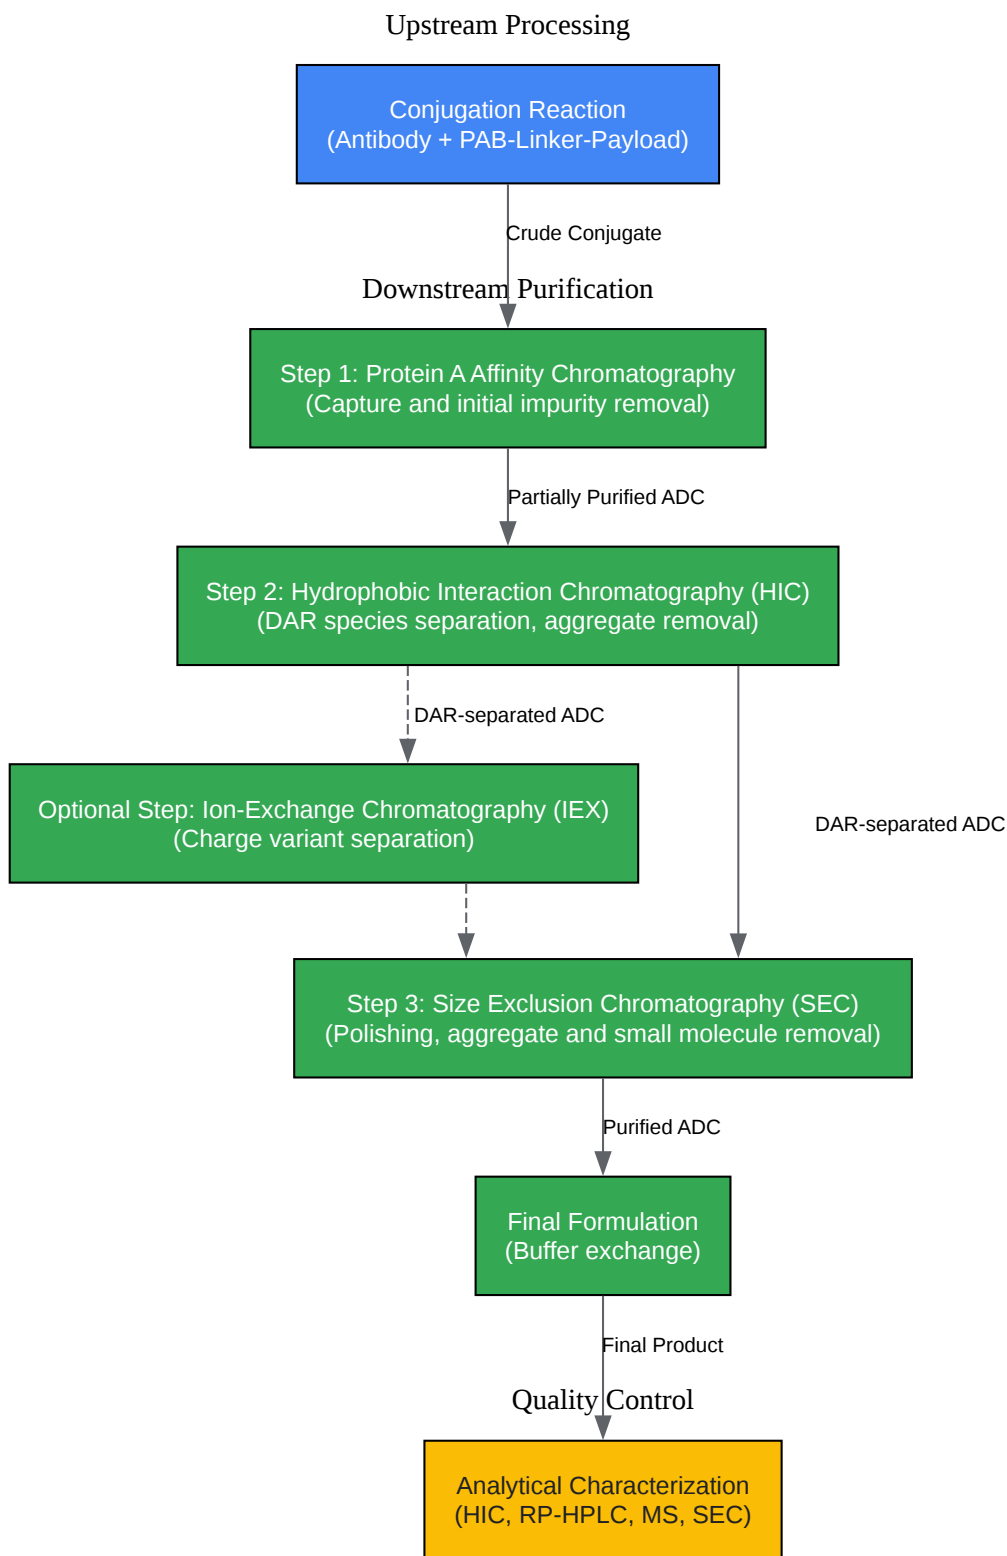 Upstream Processing
Conjugation Reaction
(Antibody + PAB-Linker-Payload)
Crude Conjugate
Downstream Purification
Step 1: Protein A Affinity Chromatography
(Capture and initial impurity removal)
Partially Purified ADC
Step 2: Hydrophobic Interaction Chromatography (HIC)
(DAR species separation, aggregate removal)
DAR-separated ADC
Optional Step: Ion-Exchange Chromatography (IEX)
(Charge variant separation)
DAR-separated ADC
Step 3: Size Exclusion Chromatography (SEC)
(Polishing, aggregate and small molecule removal)
Purified ADC
Final Formulation
(Buffer exchange)
Final Product
Quality Control
Analytical Characterization
(HIC, RP-HPLC, MS, SEC)